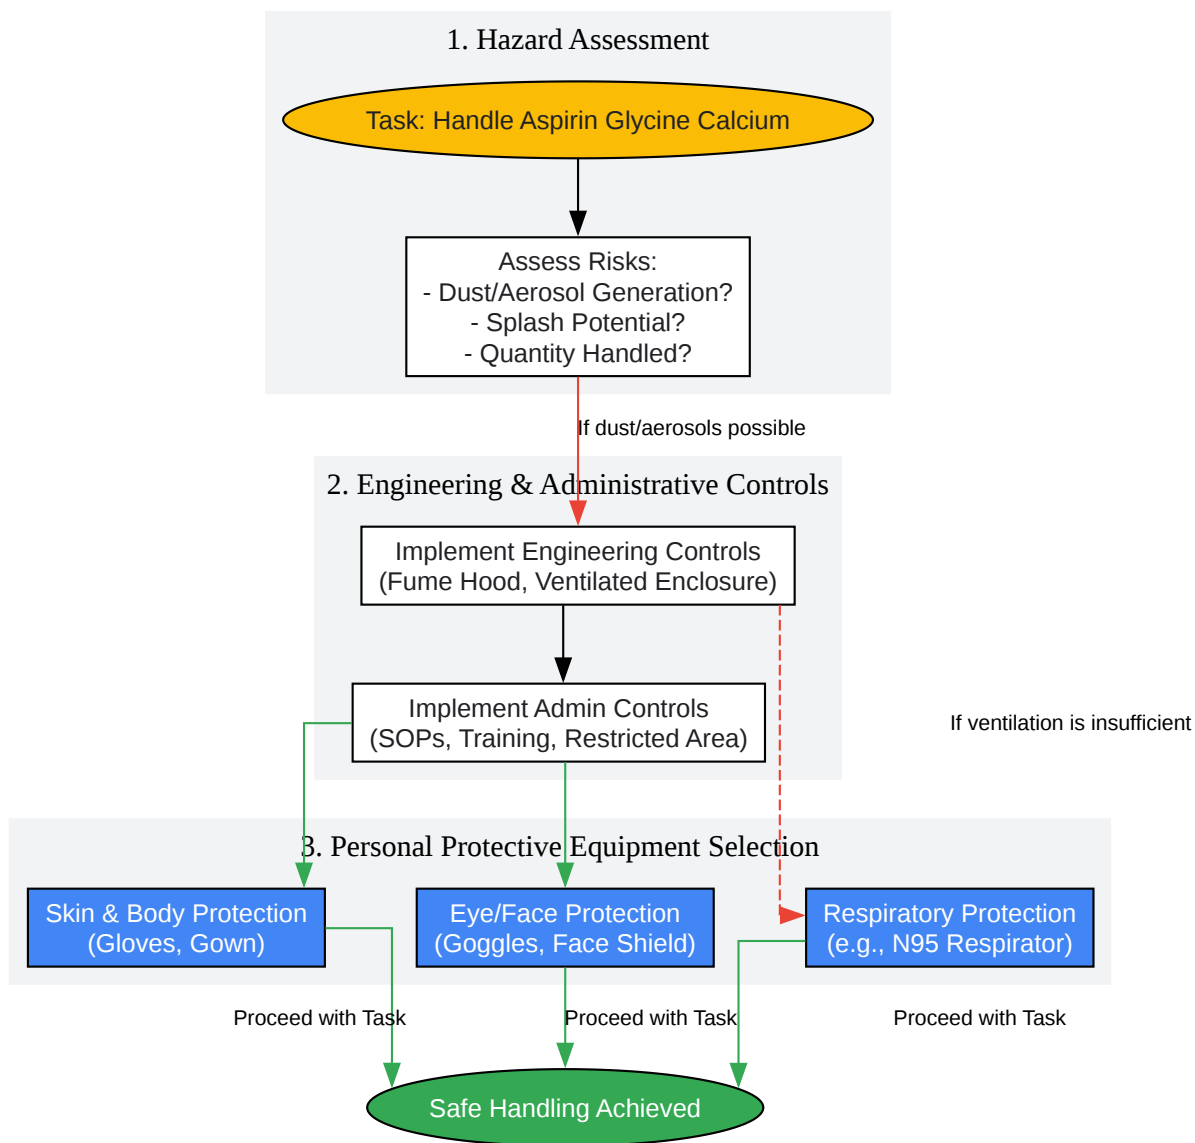 1. Hazard Assessment
Task: Handle Aspirin Glycine Calcium
Assess Risks:
- Dust/Aerosol Generation?
- Splash Potential?
- Quantity Handled?
If dust/aerosols possible
2. Engineering & Administrative Controls
Implement Engineering Controls
(Fume Hood, Ventilated Enclosure)
Implement Admin Controls
(SOPs, Training, Restricted Area)
If ventilation is insufficient
3. Personal Protective Equipment Selection
Skin & Body Protection
(Gloves, Gown)
Eye/Face Protection
(Goggles, Face Shield)
Respiratory Protection
(e.g., N95 Respirator)
Proceed with Task
Proceed with Task
Proceed with Task
Safe Handling Achieved